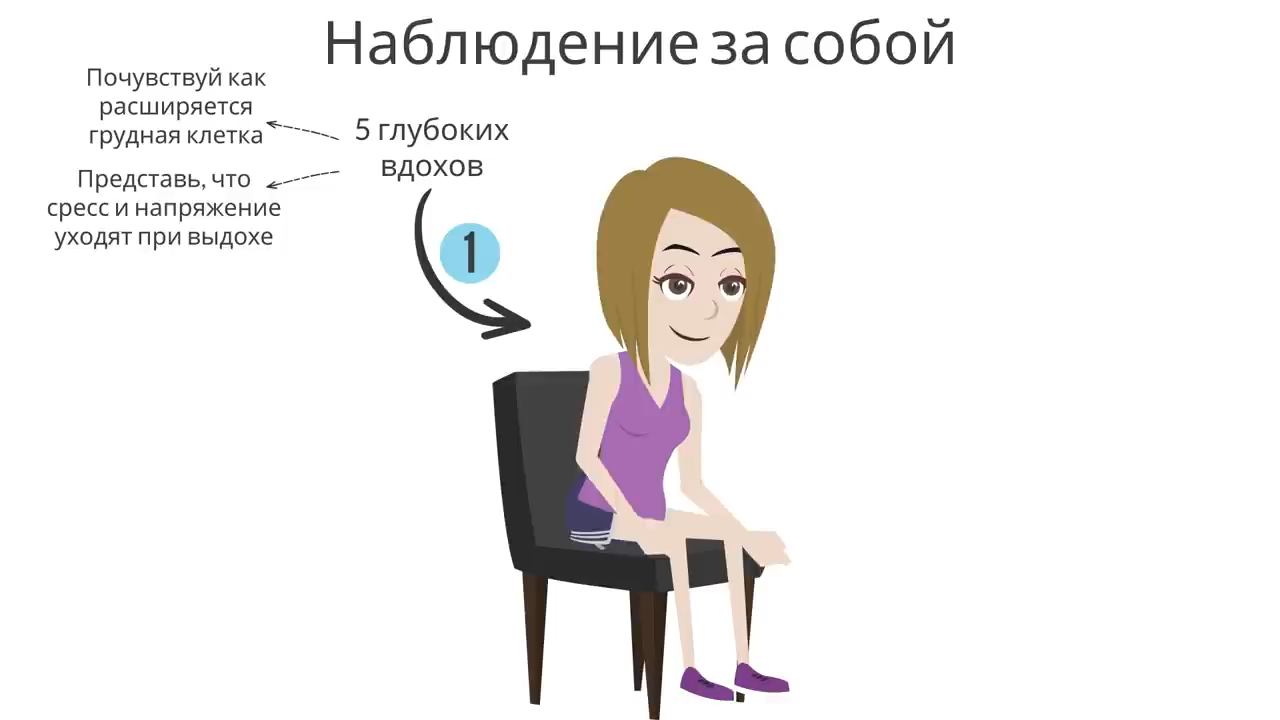 Наблюдение за собой
Почувствуй как
расширяется
грудная клетка
5 глубоких
вдохов
Представь, что
сресс и напряжение
уходят при выдохе
1